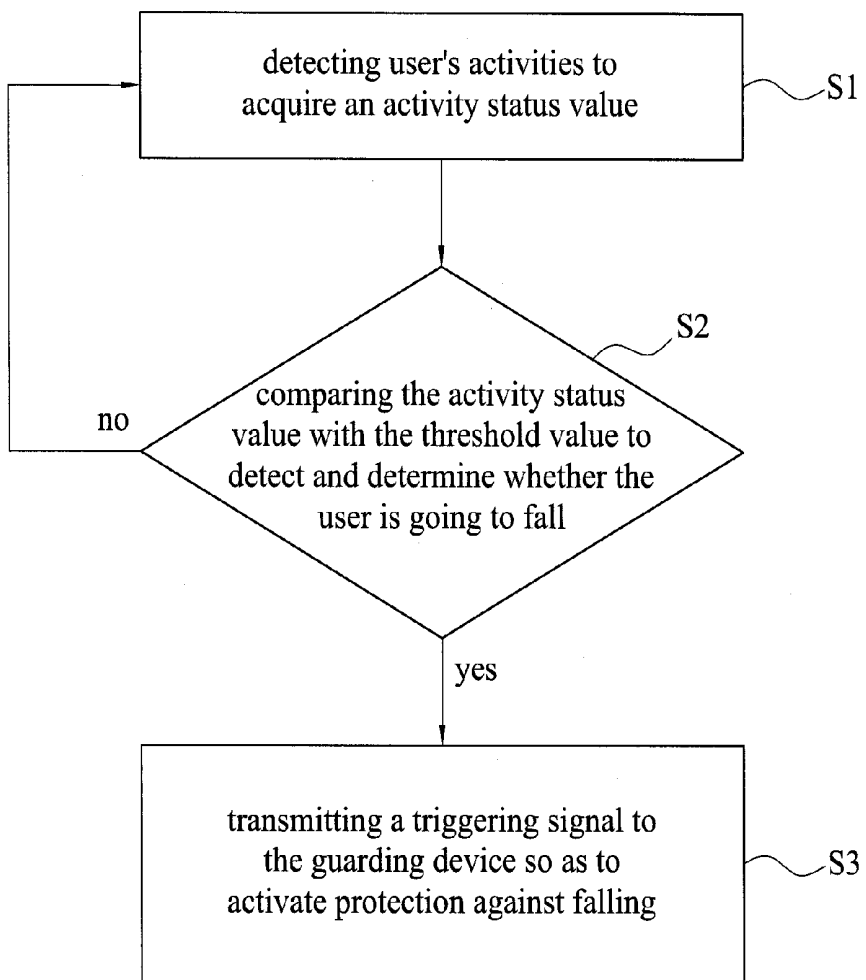 detecting user's activities to
acquire an activity status value
S1
S2
comparing the activity status
value with the threshold value to
detect and determine whether the
user is going to fall
no
yes
transmitting a triggering signal to
the guarding device so as to
activate protection against falling
S3